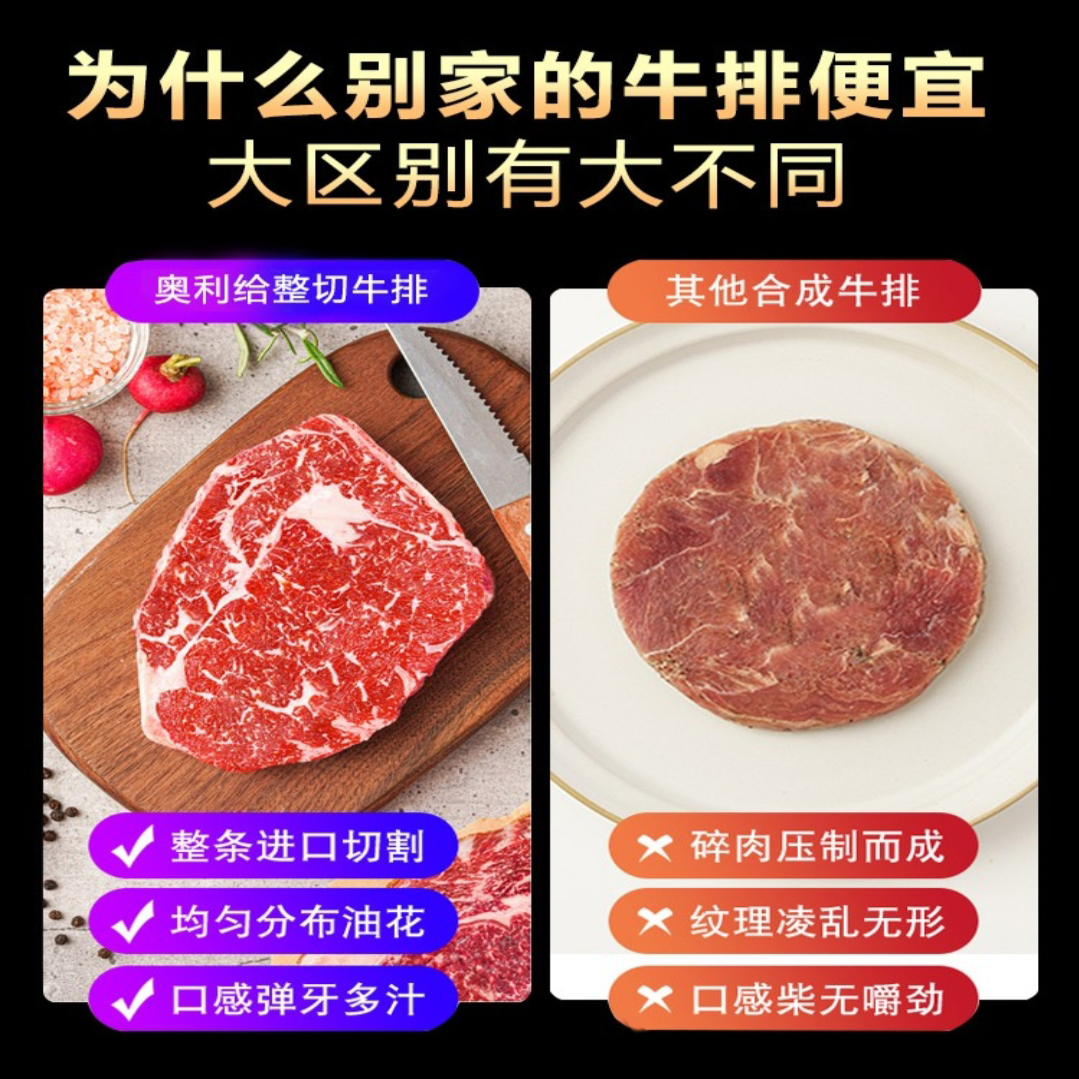 为什么别家的牛排便宜
大区别有大不同
奥利给整切牛排
其他合成牛排
整条进口切割
均匀分布油花
口感弹牙多汁
碎肉压制而成
纹理凌乱无形
口感柴无嚼劲